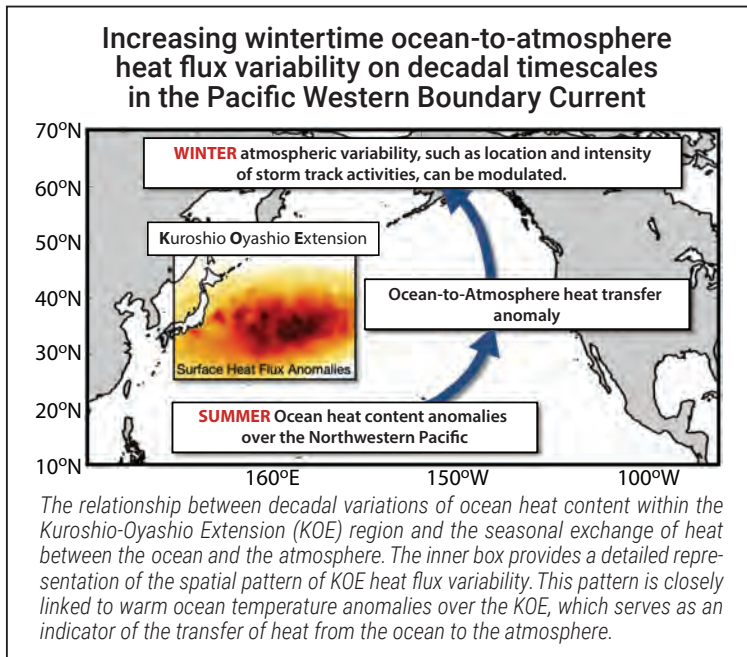 Increasing wintertime ocean-to-atmosphere
heat flux variability on decadal timescales
in the Pacific Western Boundary Current
70ºN
WINTER atmospheric variability, such as location and intensity
of storm track activities, can be modulated.
60ºN
50ºN
Kuroshio Oyashio Extension
40ºN
Ocean-to-Atmosphere heat transfer
anomaly
30ºN
Surface Heat Flux Anomalies
20ºN
SUMMER Ocean heat content anomalies
over the Northwestern Pacific
10ºN
160ºE
150ºW
100ºW
The relationship between decadal variations of ocean heat content within the
Kuroshio-Oyashio Extension (KOE) region and the seasonal exchange of heat
between the ocean and the atmosphere. The inner box provides a detailed repre-
sentation of the spatial pattern of KOE heat flux variability. This pattern is closely
linked to warm ocean temperature anomalies over the KOE, which serves as an
indicator of the transfer of heat from the ocean to the atmosphere.